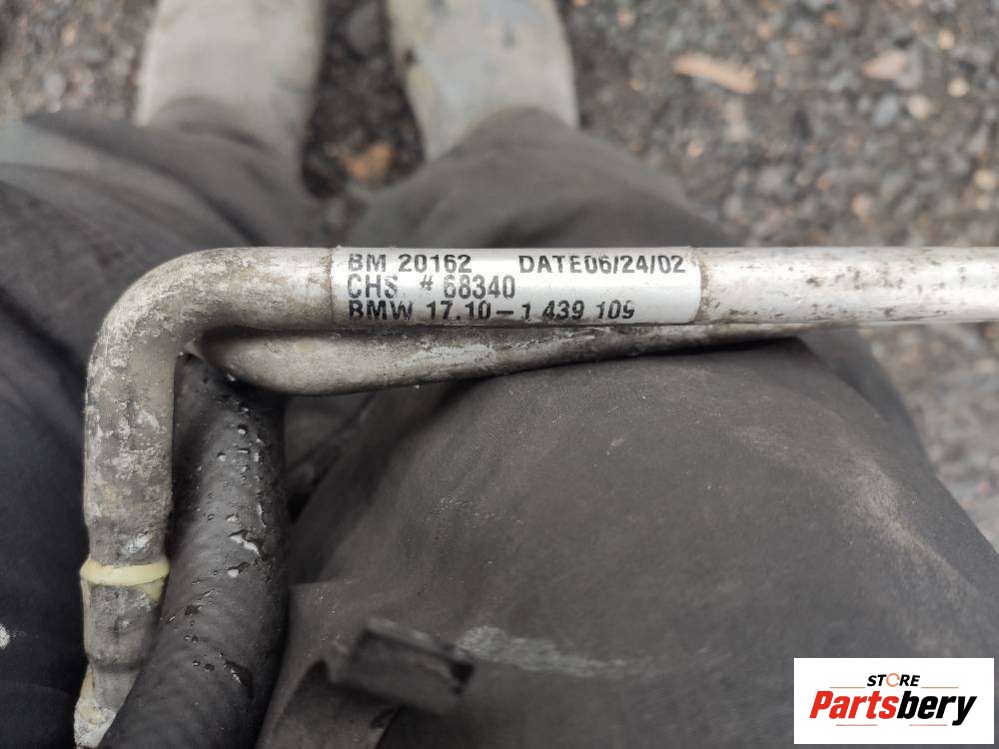 BM 20162 DATE06/24/02
CHS # 68340
BMW 17.10-1 439 109
STORE
Partsbery